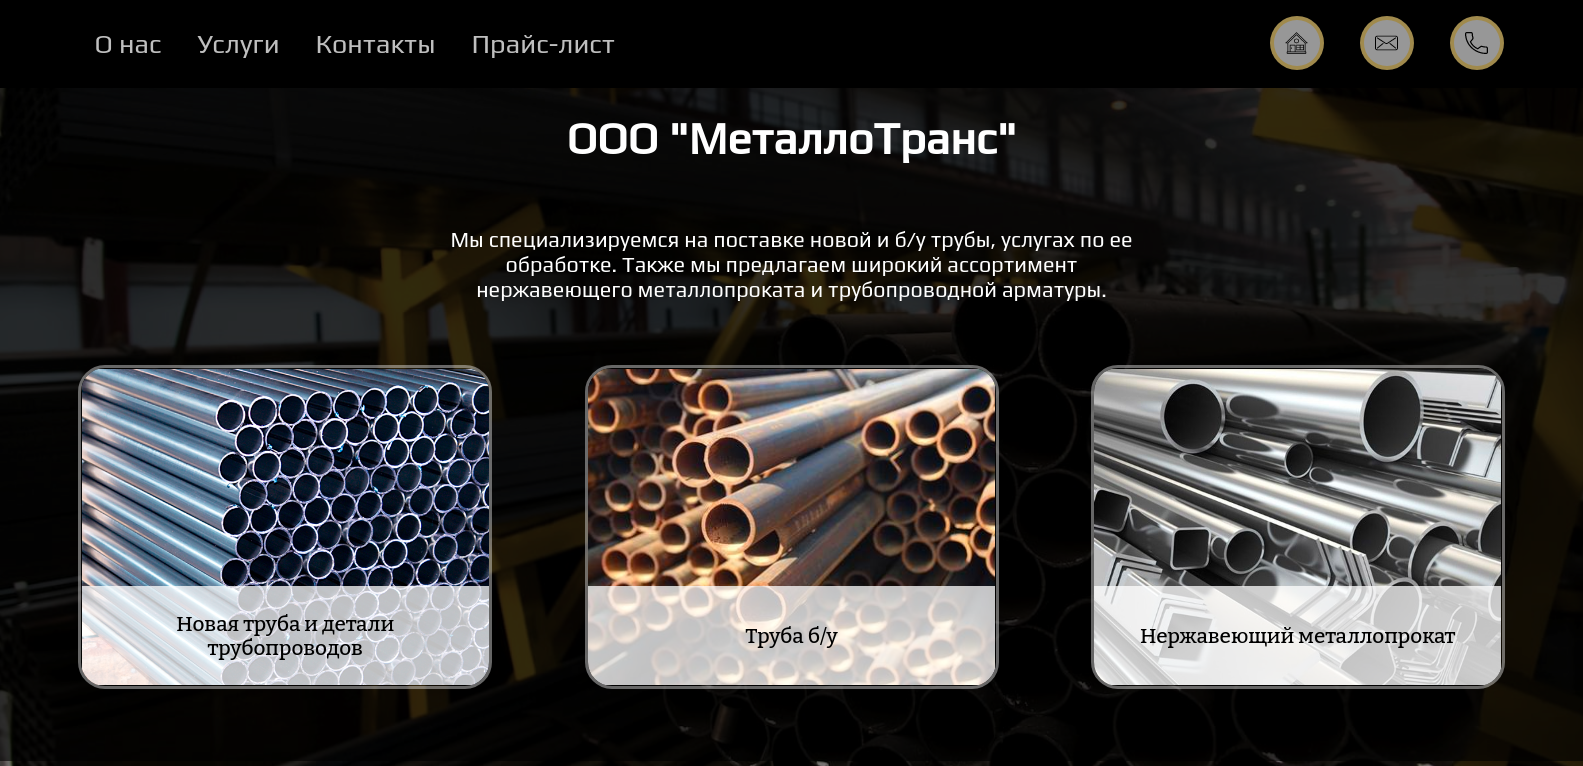 О нас Услуги Контакты Прайс-лист
ООО "МеталлоТранс"
Мы специализируемся на поставке новой и б/у трубы, услугах по ее
обработке. Также мы предлагаем широкий ассортимент
нержавеющего металлопроката и трубопроводной арматуры.
Новая труба и детали
трубопроводов
Труба б/у
Нержавеющий металлопрокат